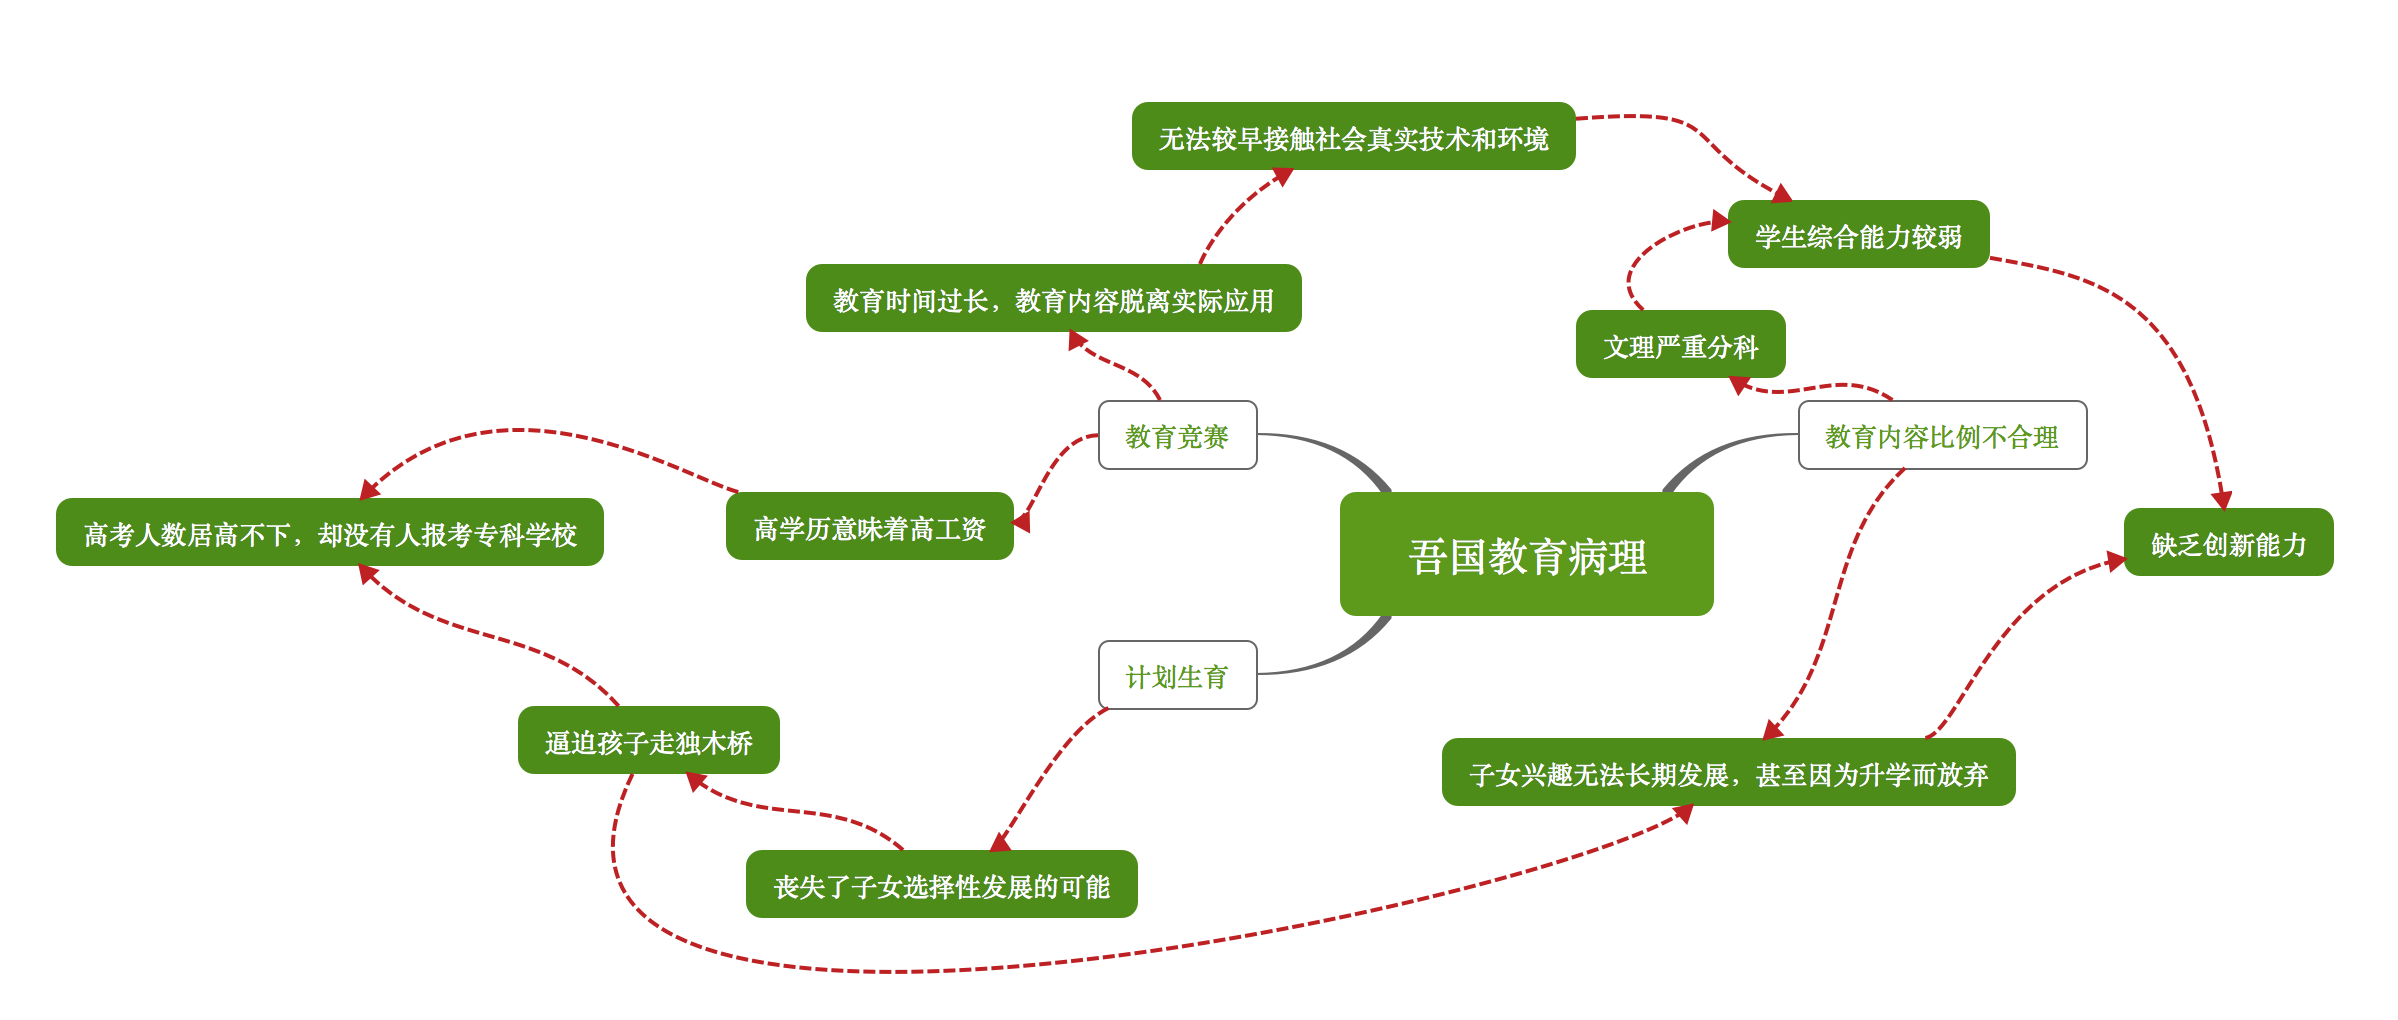 无法较早接触社会真实技术和环境
学生综合能力较弱
教育时间过长，教育内容脱离实际应用
文理严重分科
教育竞赛
教育内容比例不合理
高考人数居高不下，却没有人报考专科学校
高学历意味着高工资
吾国教育病理
缺乏创新能力
计划生育
逼迫孩子走独木桥
子女兴趣无法长期发展，甚至因为升学而放弃
丧失了子女选择性发展的可能